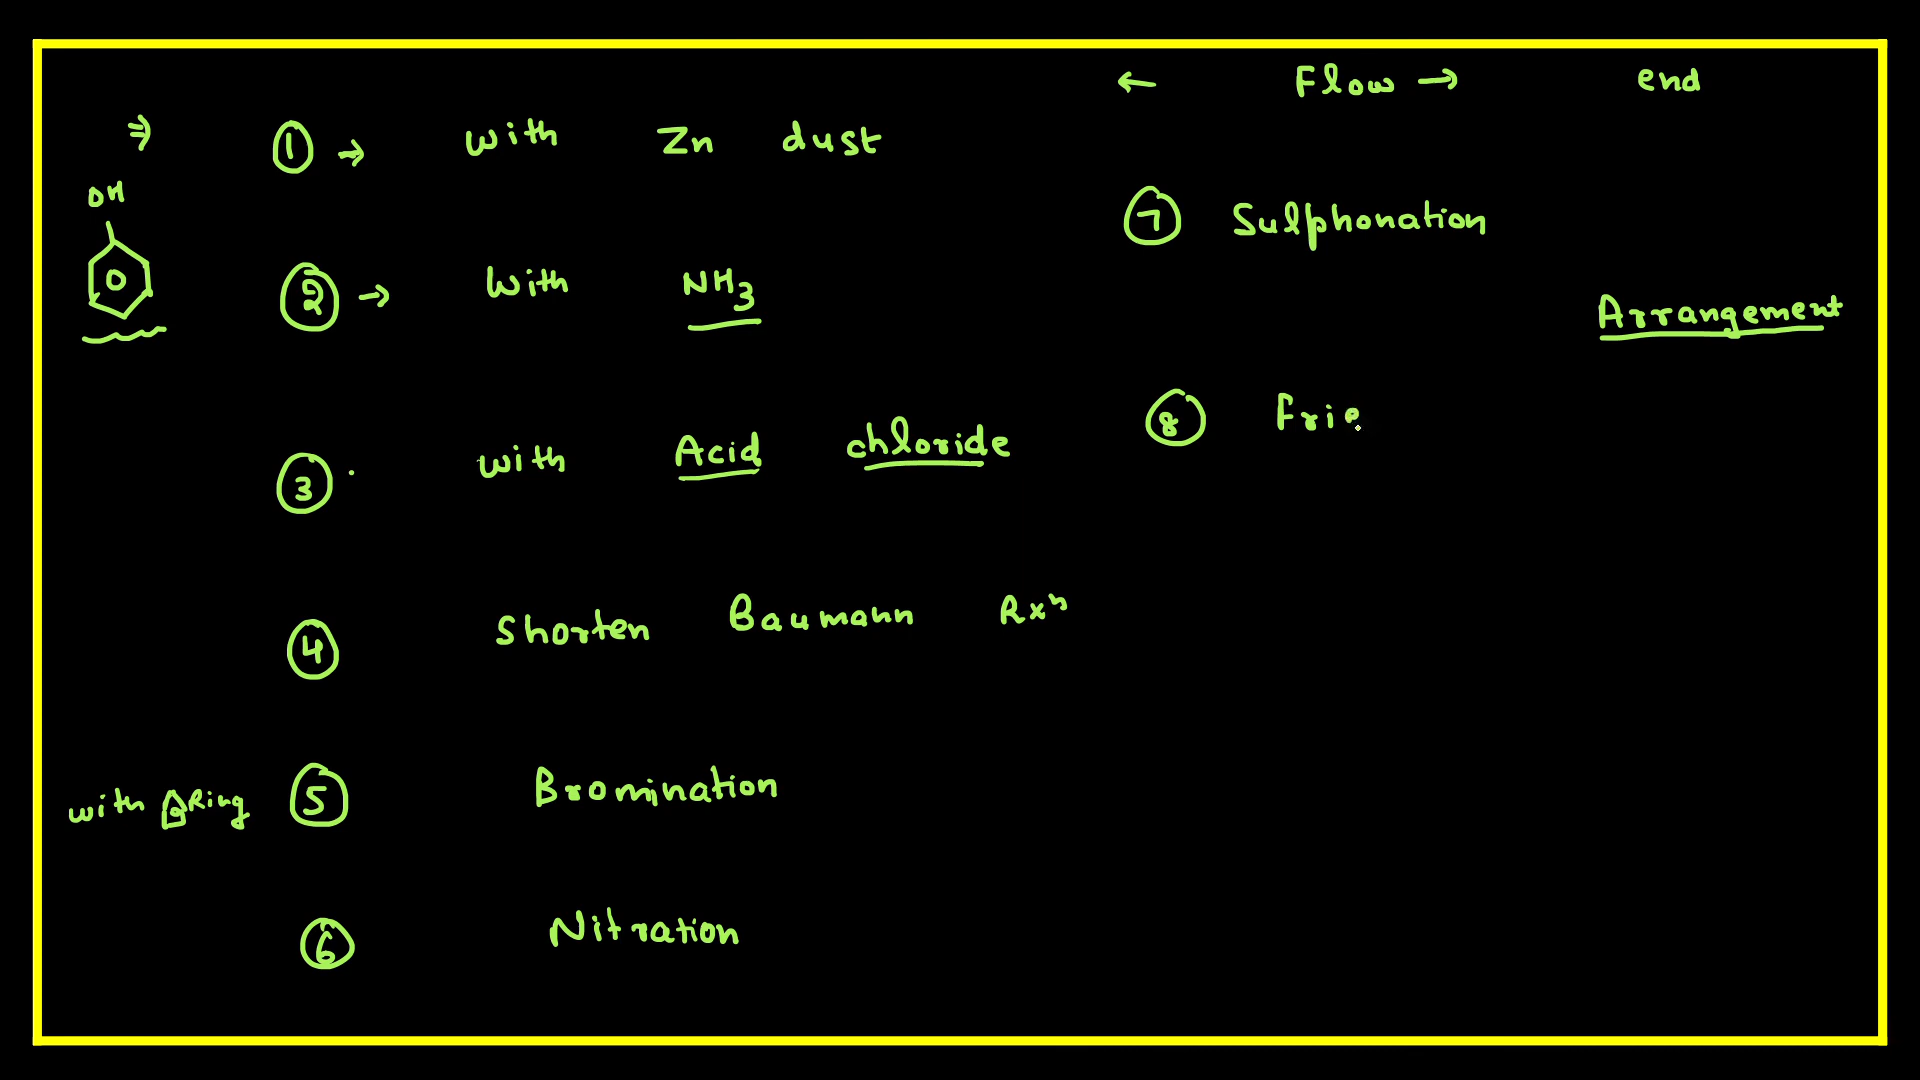 ← Flow → end
⇒ ① → with Zn dust
OH
② → With NH3
③ with Acid chloride
④ Shorten Baumann Rxn
with Ring ⑤ Bromination
⑥ Nitration
⑦ Sulphonation
Arrangement
⑧ Frie